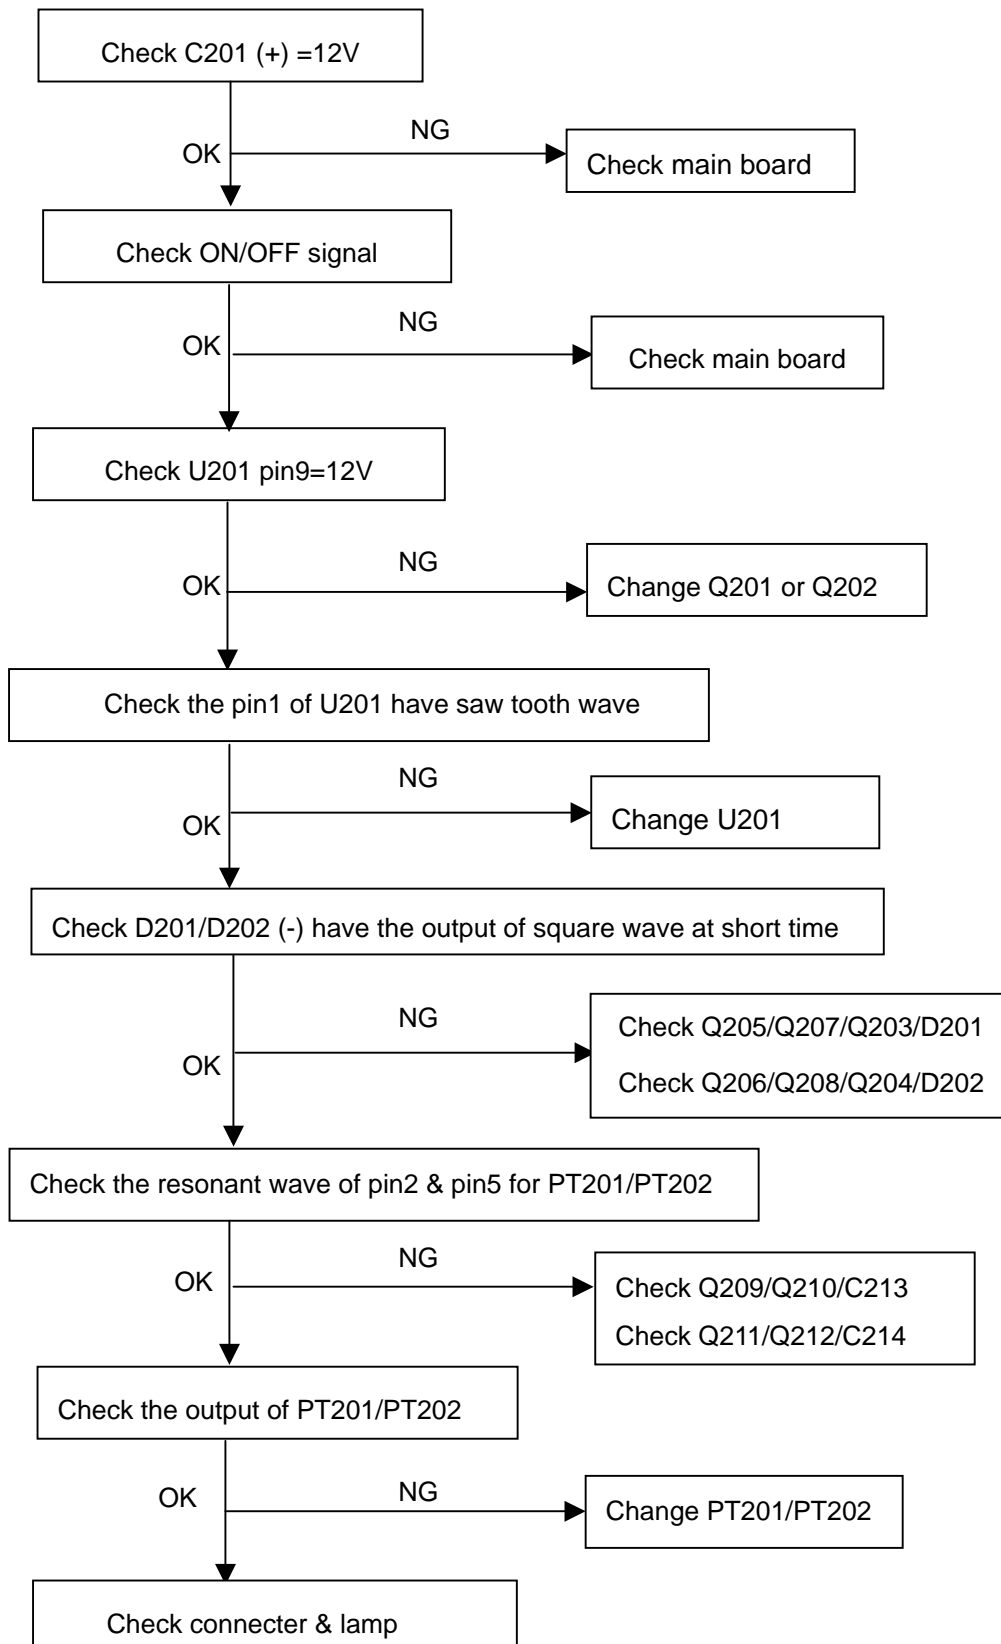 Check C201 (+) =12V
NG
OK
Check main board
Check ON/OFF signal
NG
OK
Check main board
Check U201 pin9=12V
NG
OK
Change Q201 or Q202
Check the pin1 of U201 have saw tooth wave
NG
OK
Change U201
Check D201/D202 (-) have the output of square wave at short time
NG
OK
Check Q205/Q207/Q203/D201
Check Q206/Q208/Q204/D202
Check the resonant wave of pin2 & pin5 for PT201/PT202
NG
OK
Check Q209/Q210/C213
Check Q211/Q212/C214
Check the output of PT201/PT202
NG
OK
Change PT201/PT202
Check connecter & lamp